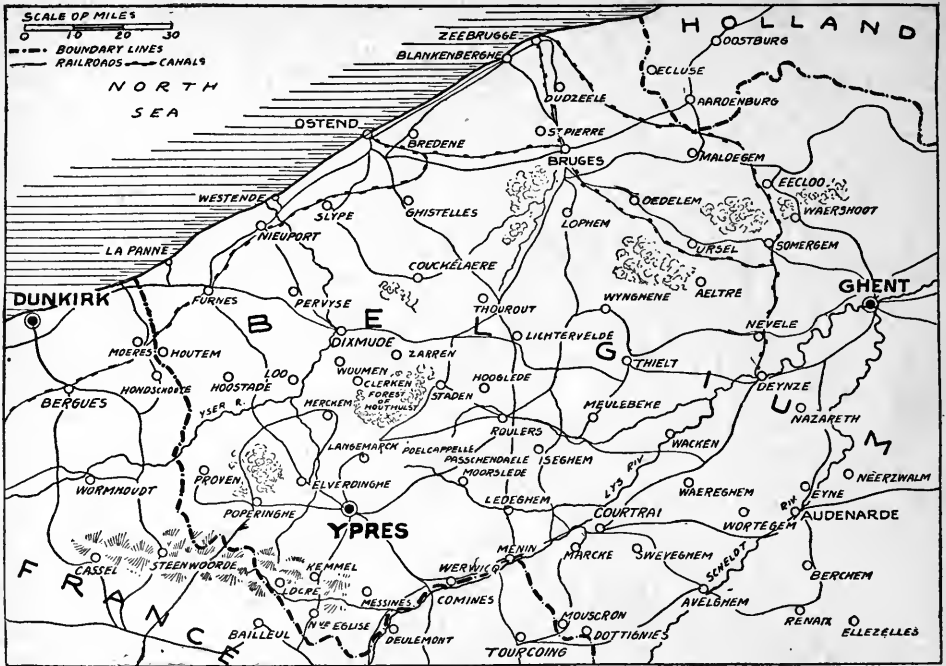 SCALE OF MILES
0 10 20 30
BOUNDARY LINES
RAILROADS CANALS
NORTH
SEA
HOLLAND
ZEEBRUGGE
BLANKENBERGHE
OOSTBURG
ECLUSE
DUDZEELE
AARDENBURG
OSTEND
BREDENE
ST PIERRE
BRUGES
MALDEGEM
EECLOO
WAERSHOOT
WESTENDE
SLYPE
GHISTELLES
LOPHEM
OEDELEM
NIEUPORT
URSEL
SOMERGEM
LA PANNE
COUCKELAERE
AELTRE
DUNKIRK
FURNES
PERVYSE
THOUROUT
WYNGHENE
GHENT
BELGIUM
DIXMUDE
LICHTERVELDE
NEVELE
MOERES
HOUTEM
ZARREN
THIELT
WOUMEN
HONDSCHOOTE
HOOSTADE
LOO
CLERKEN
FOREST
OF
HOUTHULST
STADEN
HOOGLEDE
DEYNZE
BERGUES
YSER R.
MERCKEM
MEULEBEKE
NAZARETH
ROULERS
WACKEN
LANGEMARCK
POELCAPPELLE
PASSCHENDAELE
ISEGHEM
MOORSLEDE
LYS RIV
PROVEN
ELVERDINGHE
WAEREGHEM
EYNE
NEERZWALM
WORMHOUDT
POPERINGHE
YPRES
LEDEGHEM
COURTRAI
WORTEGEM
RIV
AUDENARDE
MARCKE
SWEVEGHEM
SCHELDT
FRANCE
CASSEL
STEENWOORDE
KEMMEL
MENIN
WERWICQ
BERCHEM
LOCRE
MESSINES
COMINES
AVELGHEM
BAILLEUL
NVE EGLISE
DEULEMONT
MOUSCRON
DOTTIGNIES
RENAIX
ELLEZELLES
TOURCOING